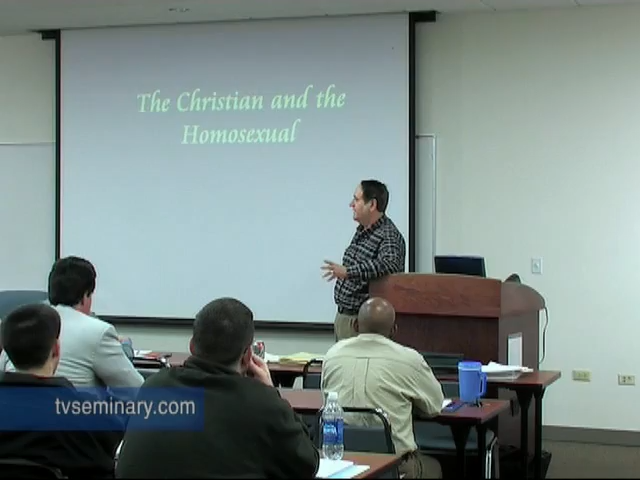 The Christian and the
Homosexual
tvseminary.com